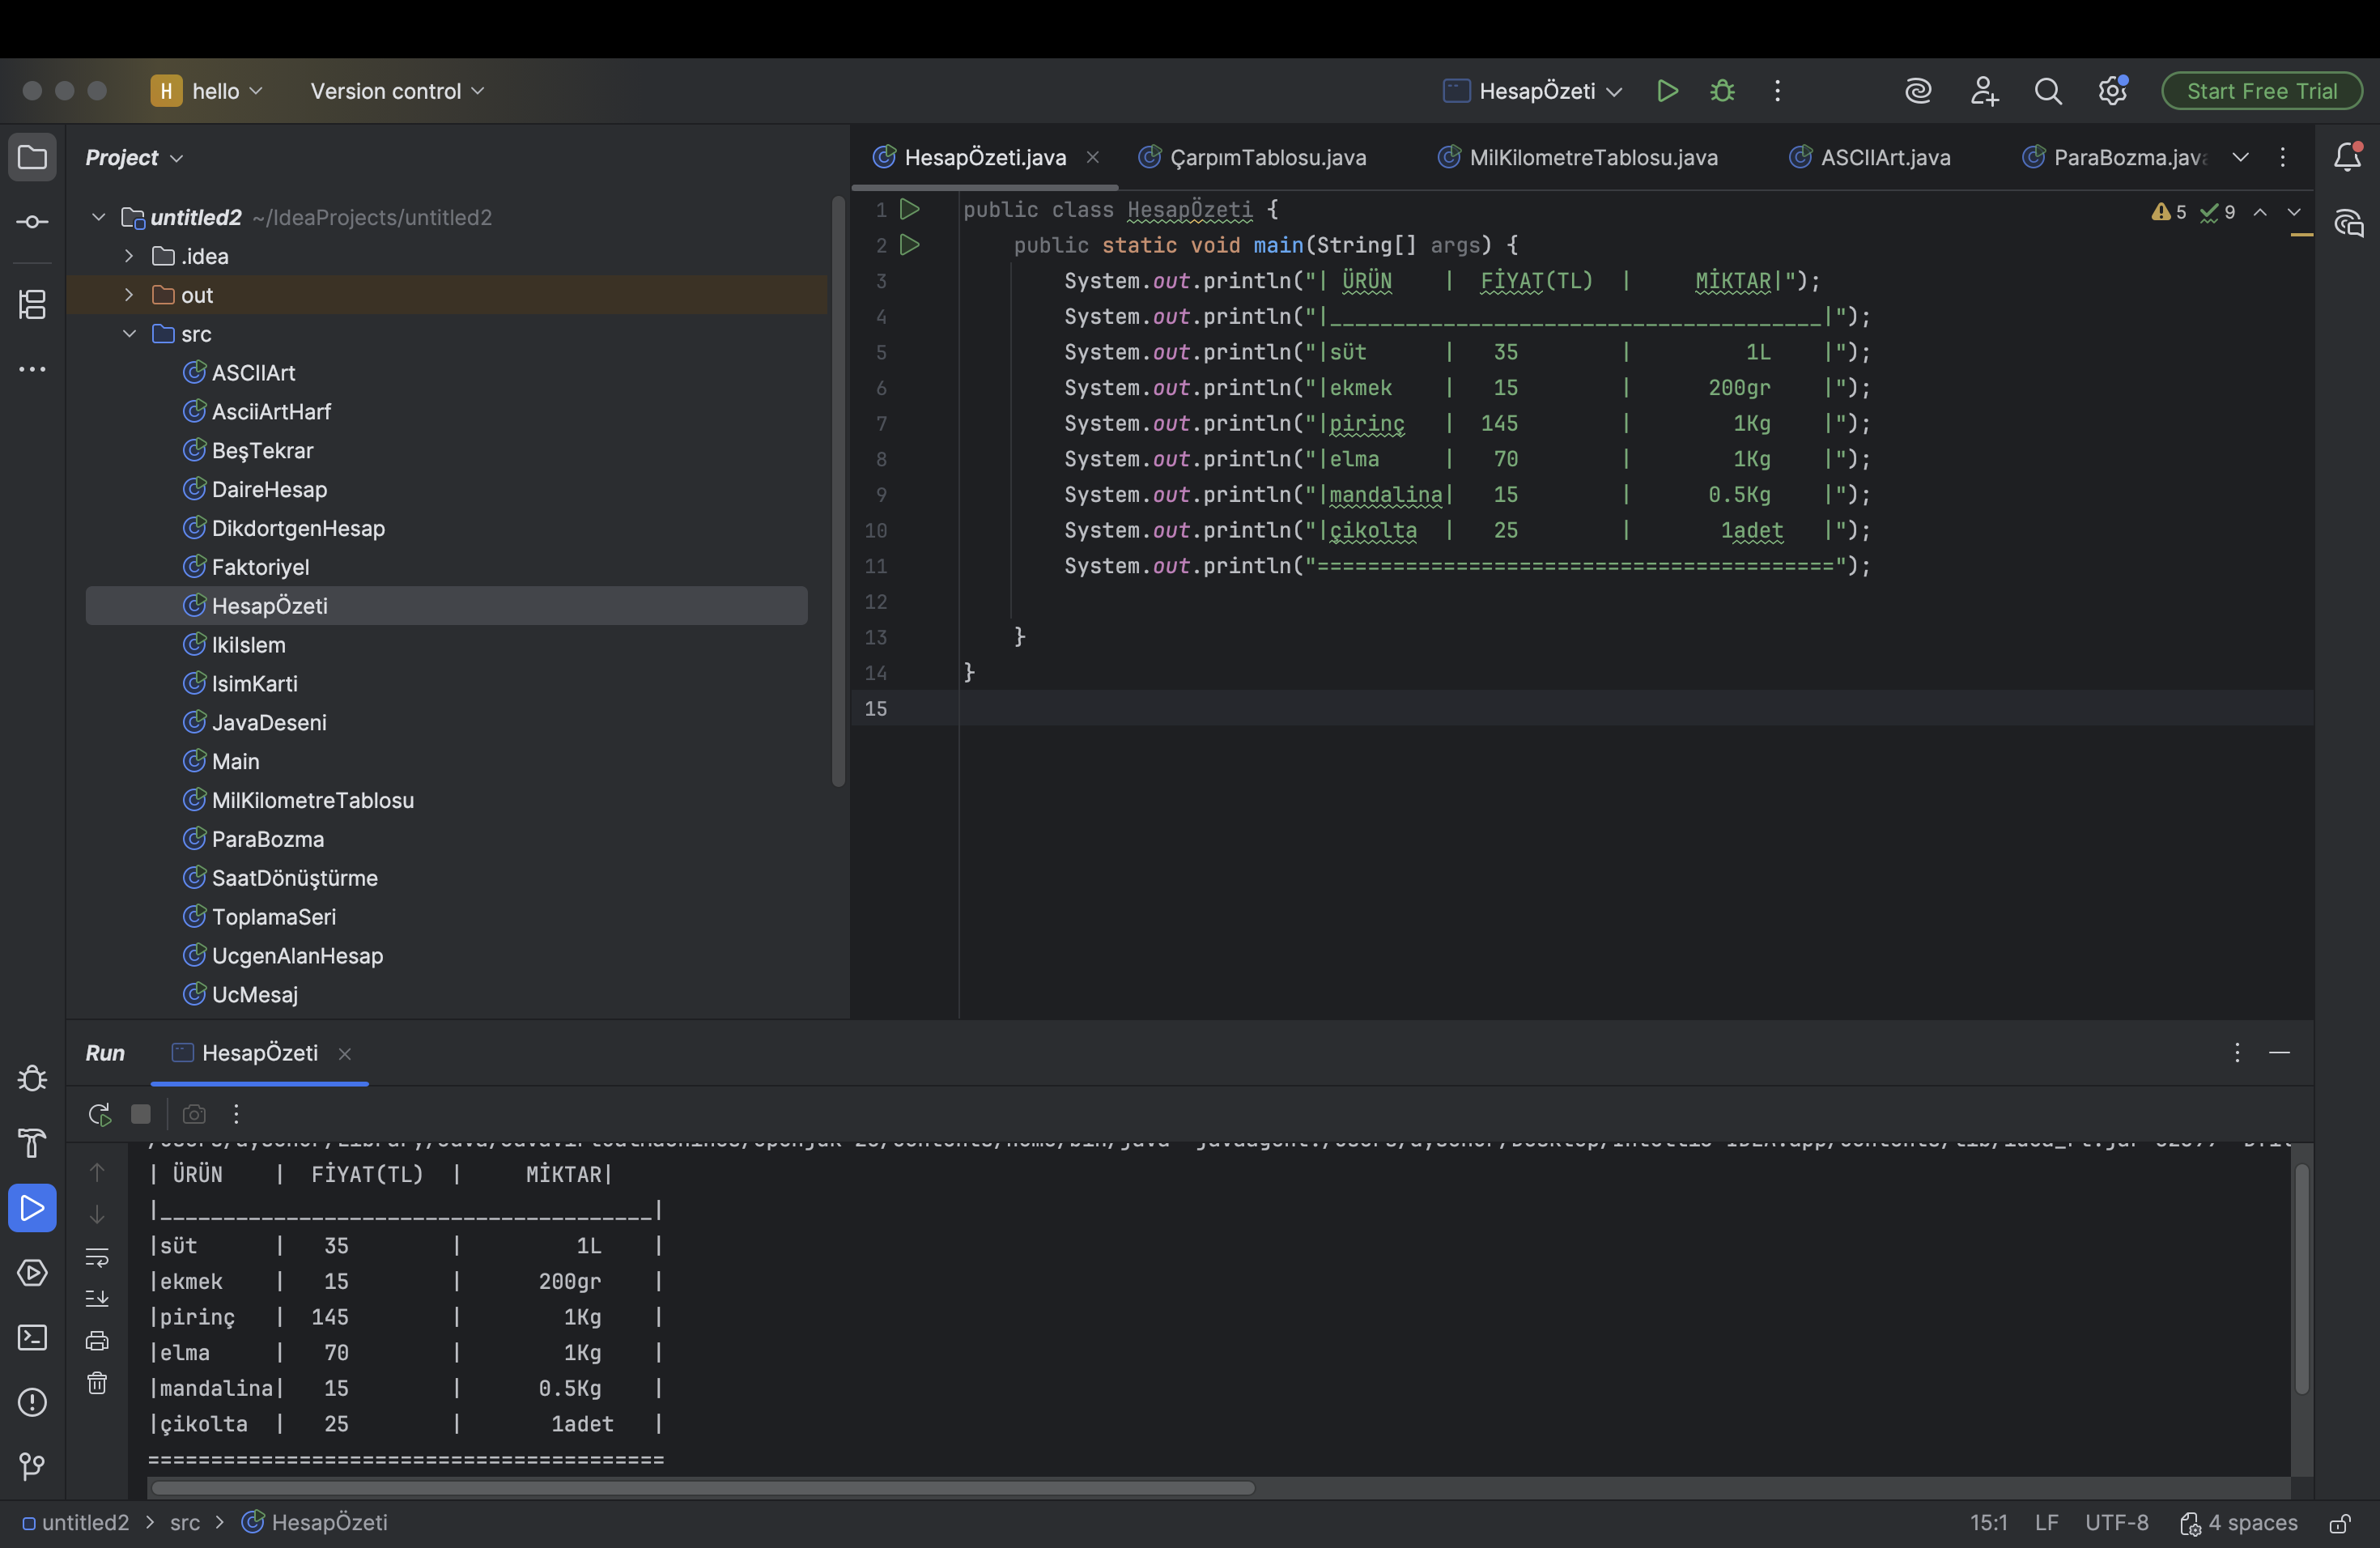 H hello Version control HesapÖzeti Start Free Trial
Project
HesapÖzeti.java ÇarpımTablosu.java MilKilometreTablosu.java ASCIIArt.java ParaBozma.java
untitled2 ~/IdeaProjects/untitled2
.idea
out
src
ASCIIArt
AsciiArtHarf
BeşTekrar
DaireHesap
DikdortgenHesap
Faktoriyel
HesapÖzeti
IkiIslem
IsimKarti
JavaDeseni
Main
MilKilometreTablosu
ParaBozma
SaatDönüştürme
ToplamaSeri
UcgenAlanHesap
UcMesaj
5 9
1 public class HesapÖzeti {
2     public static void main(String[] args) {
3         System.out.println("| ÜRÜN    |  FİYAT(TL)  |     MİKTAR|");
4         System.out.println("|_______________________________________|");
5         System.out.println("|süt      |   35        |         1L    |");
6         System.out.println("|ekmek    |   15        |      200gr    |");
7         System.out.println("|pirinç   |  145        |        1Kg    |");
8         System.out.println("|elma     |   70        |        1Kg    |");
9         System.out.println("|mandalina|   15        |      0.5Kg    |");
10         System.out.println("|çikolta  |   25        |       1adet   |");
11         System.out.println("=========================================");
12
13     }
14 }
15
Run HesapÖzeti
| ÜRÜN    |  FİYAT(TL)  |     MİKTAR|
|_______________________________________|
|süt      |   35        |         1L    |
|ekmek    |   15        |      200gr    |
|pirinç   |  145        |        1Kg    |
|elma     |   70        |        1Kg    |
|mandalina|   15        |      0.5Kg    |
|çikolta  |   25        |       1adet   |
=========================================
untitled2 > src > HesapÖzeti 15:1 LF UTF-8 4 spaces